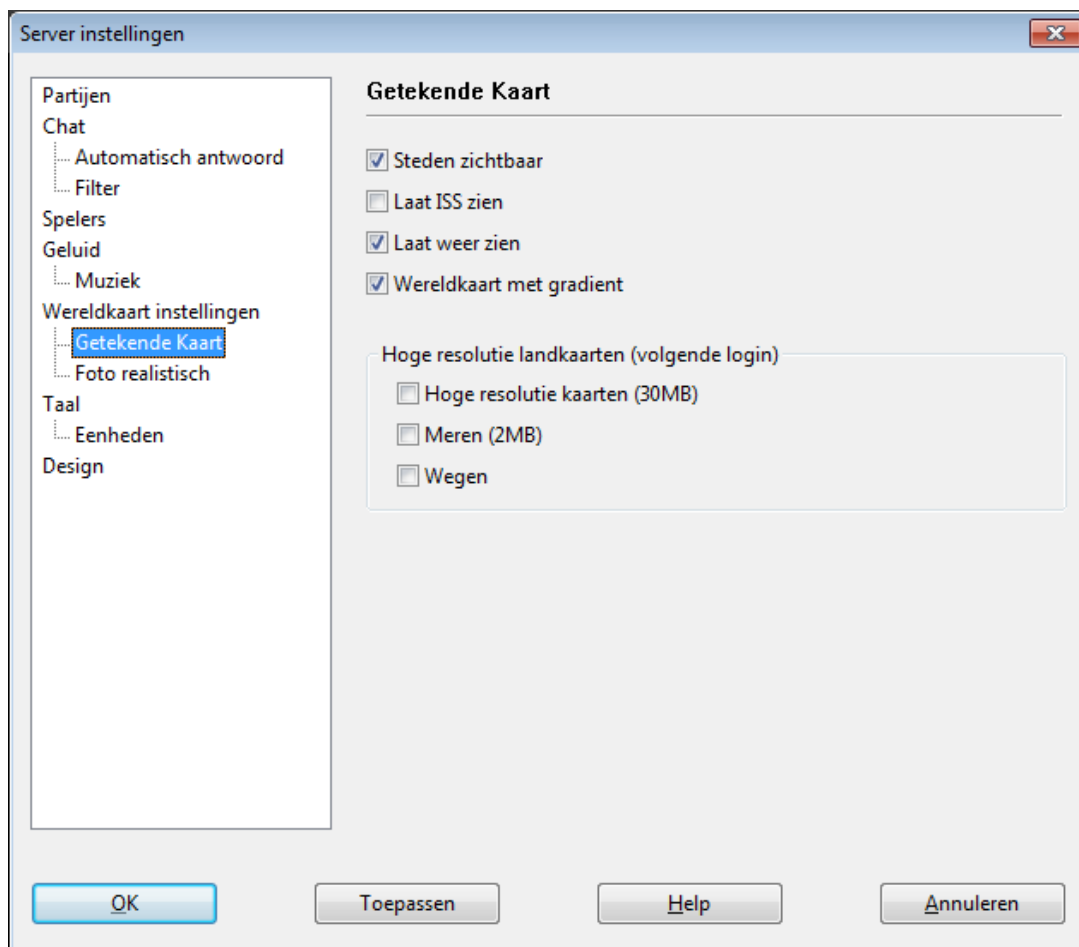 Server instellingen
Partijen
Chat
Automatisch antwoord
Filter
Spelers
Geluid
Muziek
Wereldkaart instellingen
Getekende Kaart
Foto realistisch
Taal
Eenheden
Design
Getekende Kaart
Steden zichtbaar
Laat ISS zien
Laat weer zien
Wereldkaart met gradient
Hoge resolutie landkaarten (volgende login)
Hoge resolutie kaarten (30MB)
Meren (2MB)
Wegen
OK
Toepassen
Help
Annuleren